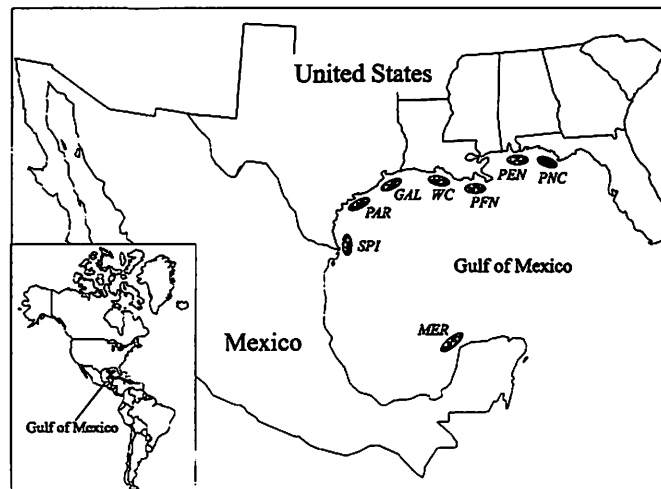 United States
PEN
PNC
GAL
WC
PFN
PAR
SPI
Gulf of Mexico
MER
Mexico
Gulf of Mexico